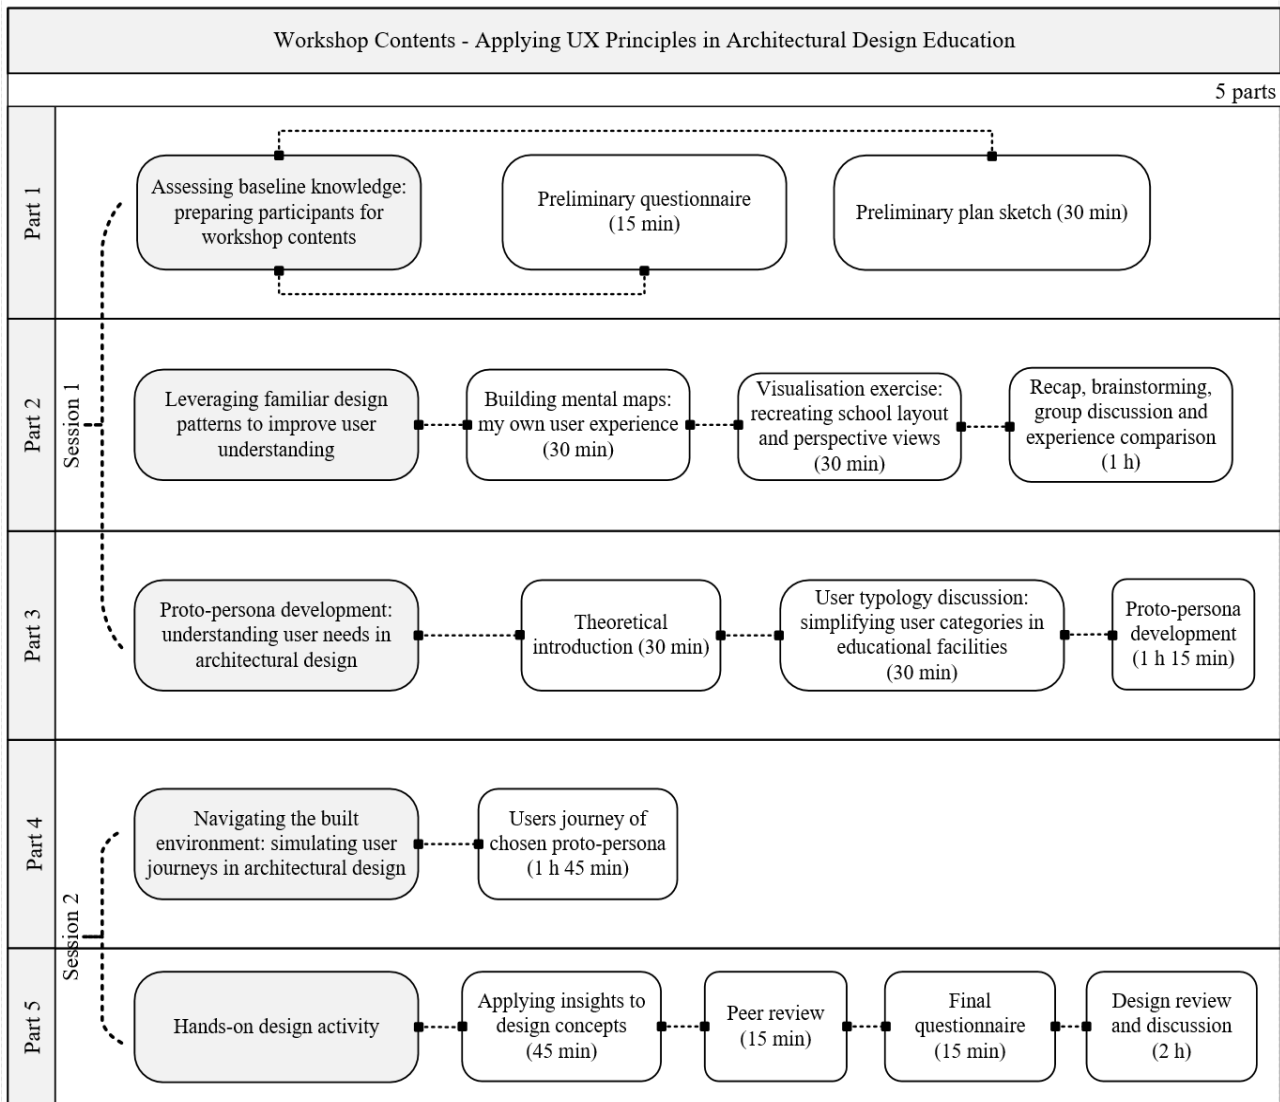 Workshop Contents - Applying UX Principles in Architectural Design Education
5 parts
Part 1
Assessing baseline knowledge:
preparing participants for
workshop contents
Preliminary questionnaire
(15 min)
Preliminary plan sketch (30 min)
Session 1
Part 2
Leveraging familiar design
patterns to improve user
understanding
Building mental maps:
my own user experience
(30 min)
Visualisation exercise:
recreating school layout
and perspective views
(30 min)
Recap, brainstorming,
group discussion and
experience comparison
(1 h)
Part 3
Proto-persona development:
understanding user needs in
architectural design
Theoretical
introduction (30 min)
User typology discussion:
simplifying user categories in
educational facilities
(30 min)
Proto-persona
development
(1 h 15 min)
Part 4
Navigating the built
environment: simulating user
journeys in architectural design
Users journey of
chosen proto-persona
(1 h 45 min)
Session 2
Part 5
Hands-on design activity
Applying insights to
design concepts
(45 min)
Peer review
(15 min)
Final
questionnaire
(15 min)
Design review
and discussion
(2 h)